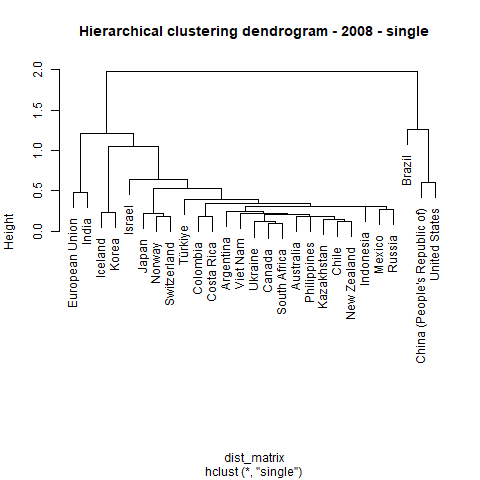 Hierarchical clustering dendrogram - 2008 - single
Height
0.0
0.5
1.0
1.5
2.0
European Union
India
Iceland
Korea
Israel
Japan
Norway
Switzerland
Türkiye
Colombia
Costa Rica
Argentina
Viet Nam
Ukraine
Canada
South Africa
Australia
Philippines
Kazakhstan
Chile
New Zealand
Indonesia
Mexico
Russia
Brazil
China (People's Republic of)
United States
dist_matrix
hclust (*, "single")